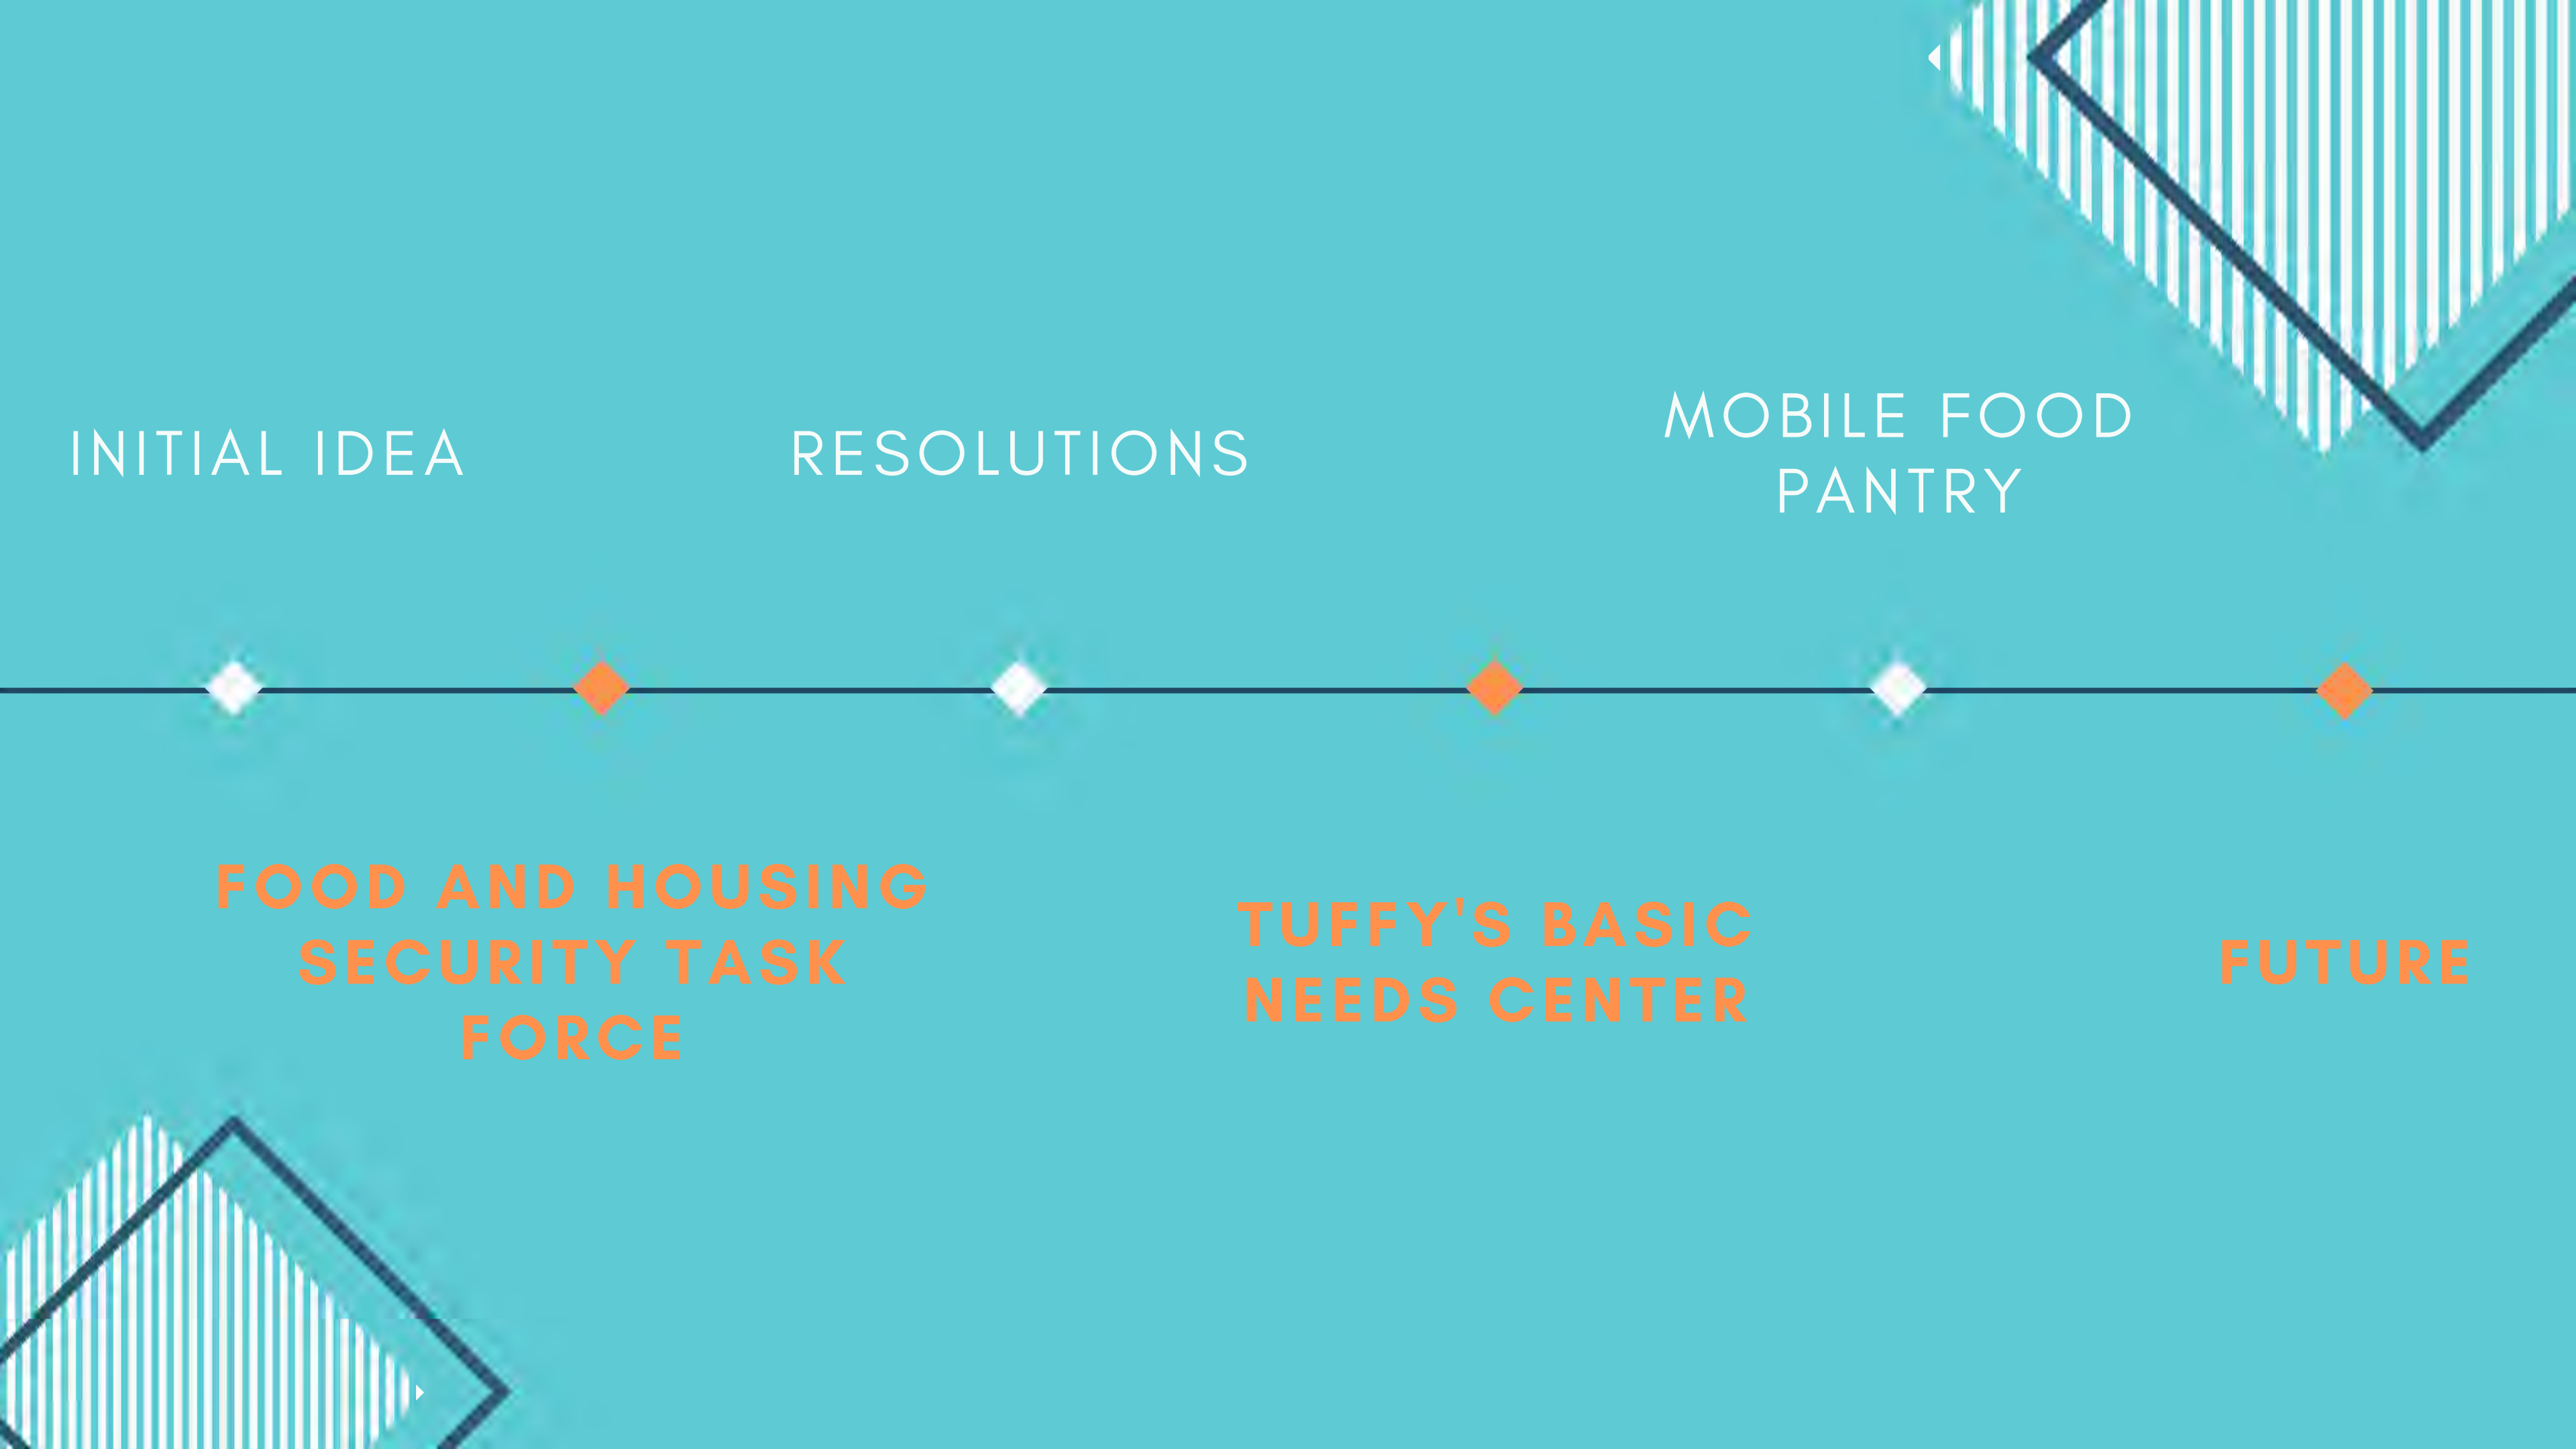 INITIAL IDEA
RESOLUTIONS
MOBILE FOOD
PANTRY
FOOD AND HOUSING
SECURITY TASK
FORCE
TUFFY'S BASIC
NEEDS CENTER
FUTURE